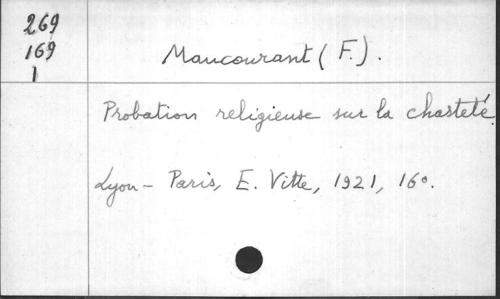 269
169
1
Maucourant (F.).
Probation religieuse sur la chasteté
Lyon - Paris, E. Vitte, 1921, 16°.